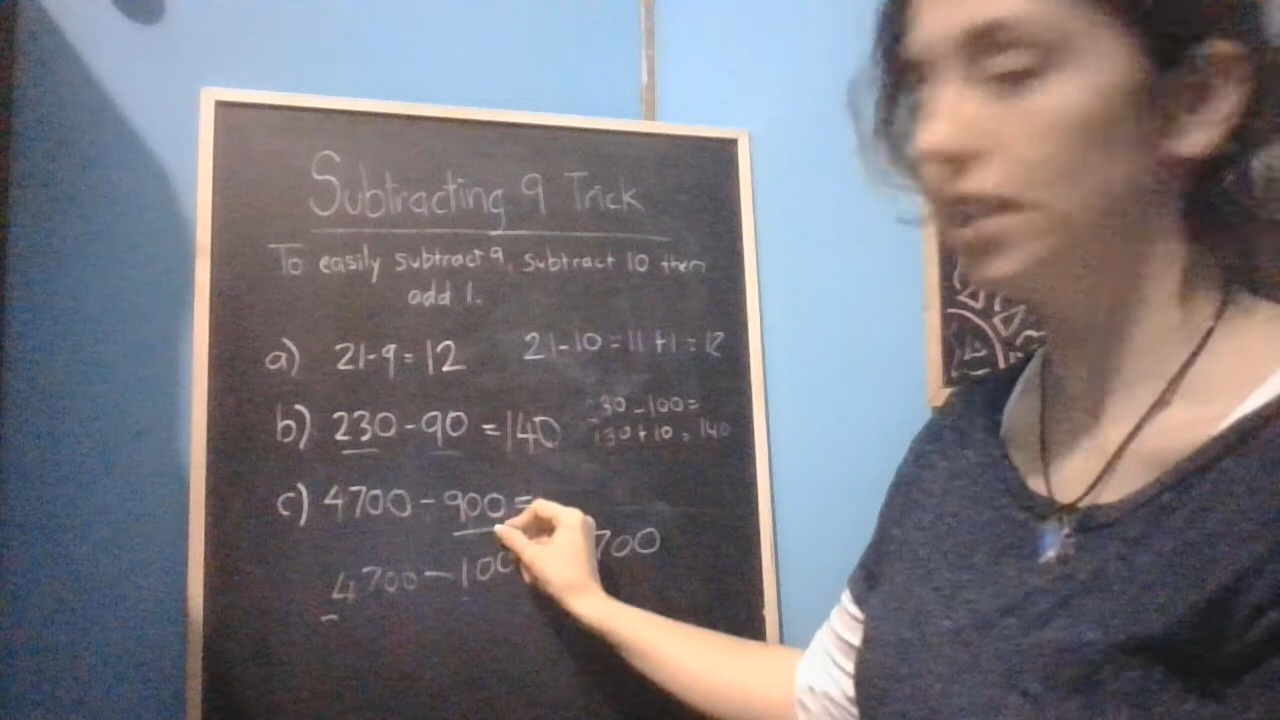 Subtracting 9 Trick
To easily subtract 9, subtract 10 then
add 1.
a) 21-9=12 21-10=11+1=12
b) 230-90=140 30-100=
130+10=140
c) 4700-900=
4700-100 700